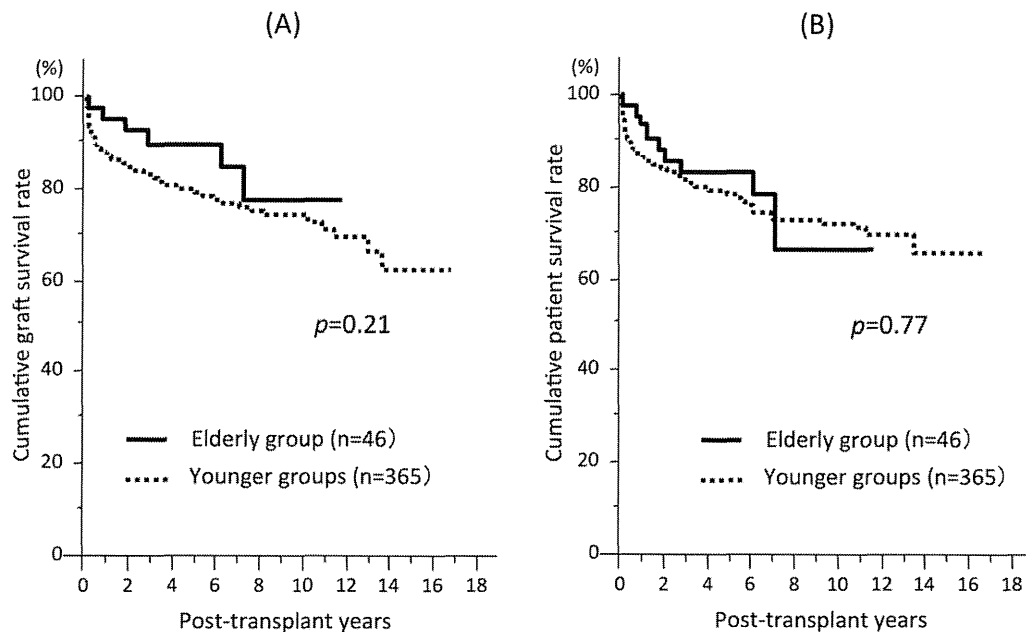 (A)
(%)
100
80
60
40
20
0
Cumulative graft survival rate
p=0.21
Elderly group (n=46)
Younger groups (n=365)
0 2 4 6 8 10 12 14 16 18
Post-transplant years
(B)
(%)
100
80
60
40
20
0
Cumulative patient survival rate
p=0.77
Elderly group (n=46)
Younger groups (n=365)
0 2 4 6 8 10 12 14 16 18
Post-transplant years